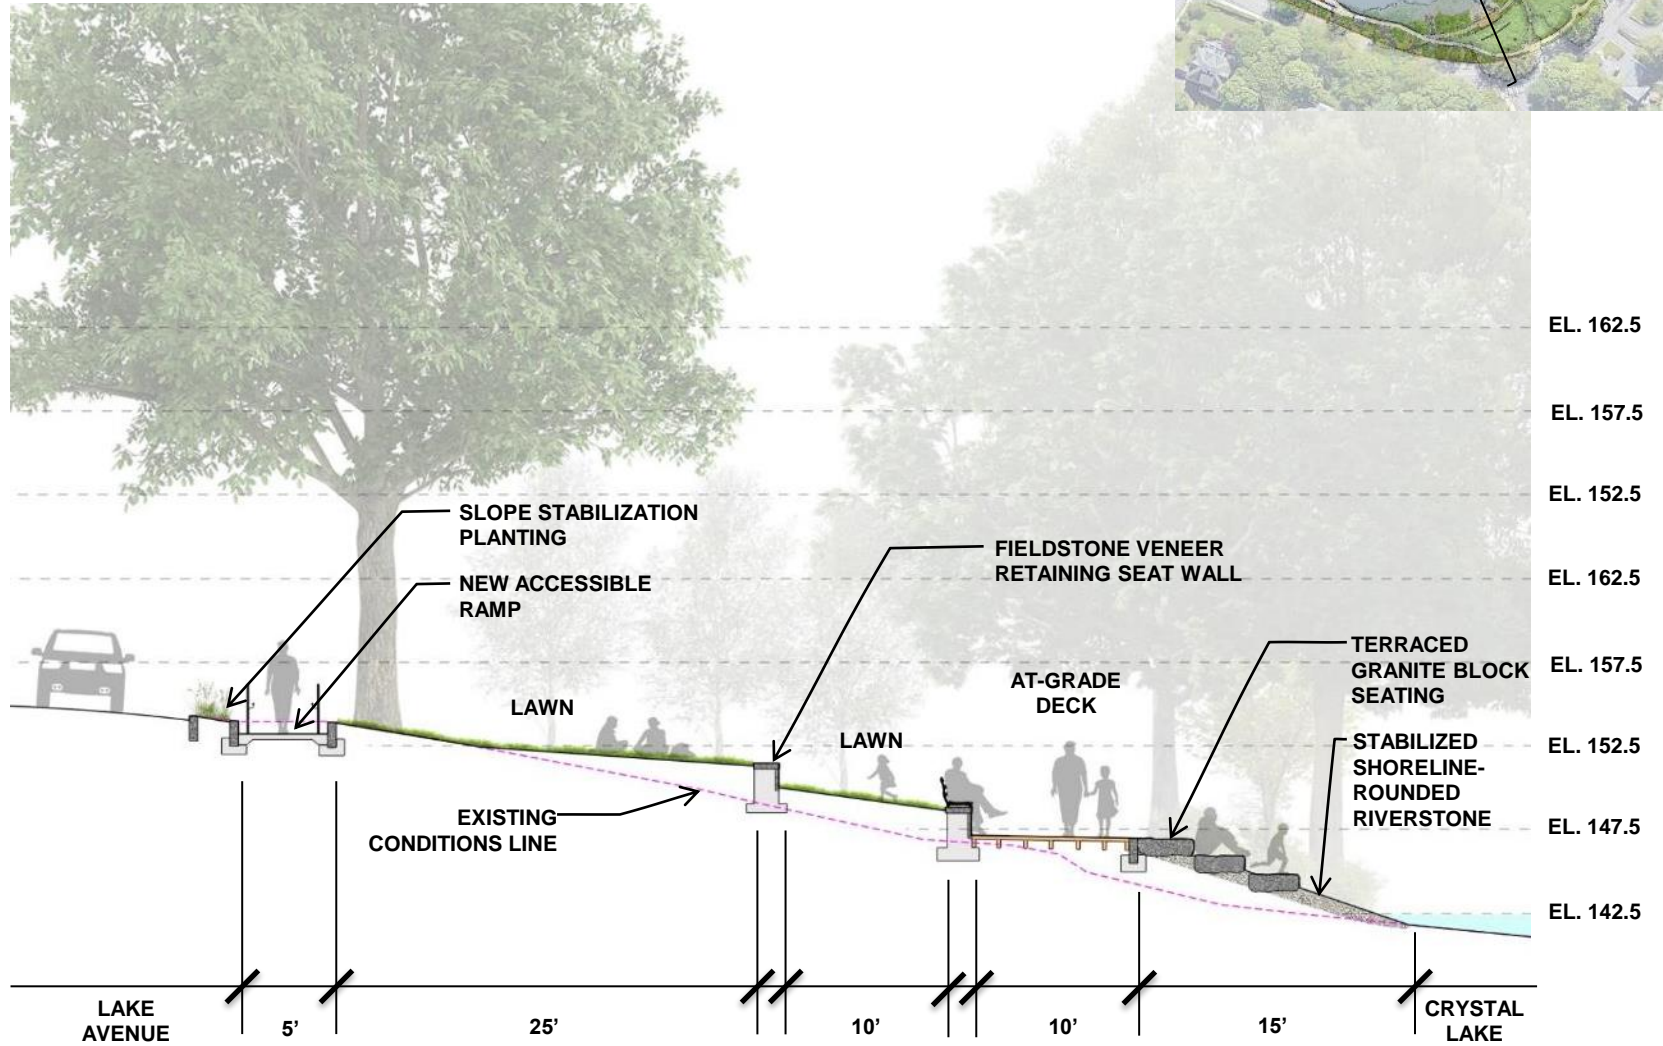 EL. 162.5
EL. 157.5
EL. 152.5
SLOPE STABILIZATION
PLANTING
FIELDSTONE VENEER
RETAINING SEAT WALL
EL. 162.5
NEW ACCESSIBLE
RAMP
TERRACED
GRANITE BLOCK
SEATING
EL. 157.5
AT-GRADE
DECK
LAWN
LAWN
STABILIZED
SHORELINE-
ROUNDED
RIVERSTONE
EL. 152.5
EXISTING
CONDITIONS LINE
EL. 147.5
EL. 142.5
LAKE
AVENUE
5’
25’
10’
10’
15’
CRYSTAL
LAKE